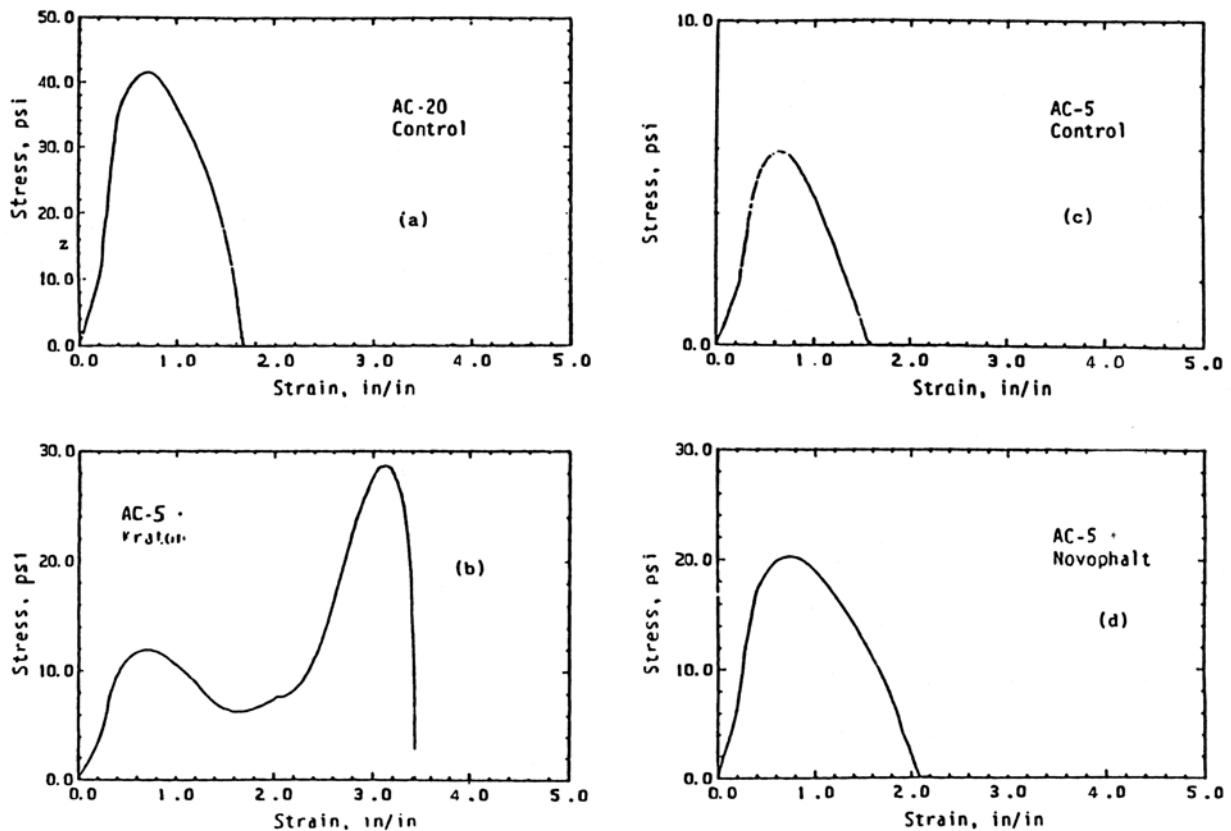 50.0
40.0
30.0
20.0
10.0
0.0
Stress, psi
z
AC-20
Control
(a)
0.0 1.0 2.0 3.0 4.0 5.0
Strain, in/in
10.0
0.0
Stress, psi
AC-5
Control
(c)
0.0 1.0 2.0 3.0 4.0 5.0
Strain, in/in
30.0
20.0
10.0
0.0
Stress, psi
AC-5
Kraton
(b)
0.0 1.0 2.0 3.0 4.0 5.0
Strain, in/in
30.0
20.0
10.0
0.0
Stress, psi
AC-5 +
Novophalt
(d)
0.0 1.0 2.0 3.0 4.0 5.0
Strain, in/in